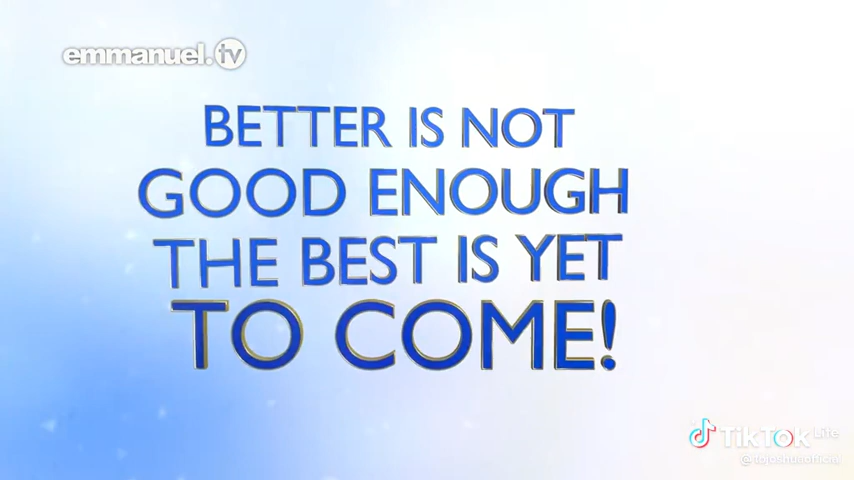 emmanuel.tv
BETTER IS NOT
GOOD ENOUGH
THE BEST IS YET
TO COME!
TikTok Lite